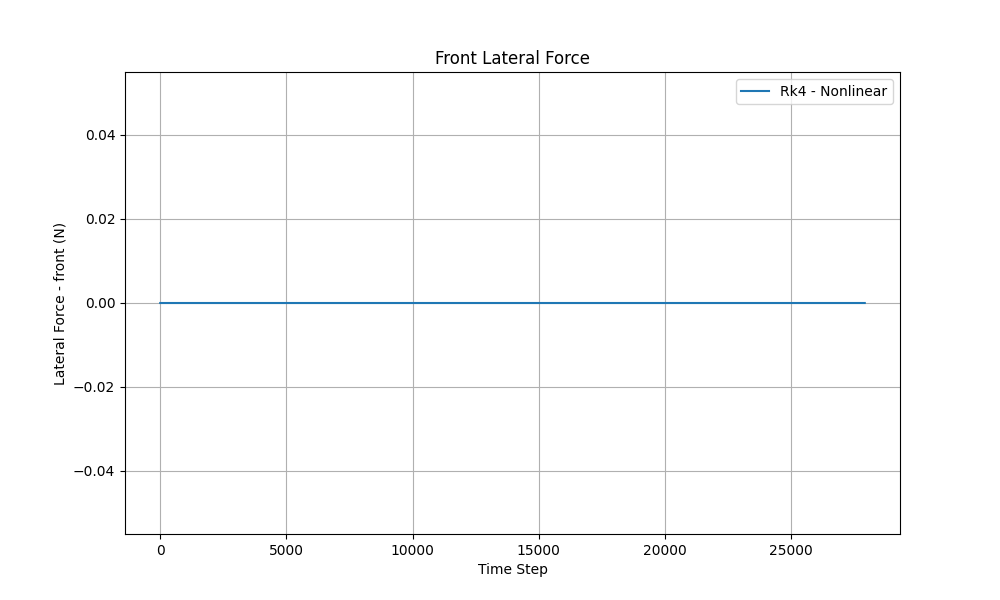 Front Lateral Force
Rk4 - Nonlinear
Lateral Force - front (N)
0.04
0.02
0.00
−0.02
−0.04
0 5000 10000 15000 20000 25000
Time Step